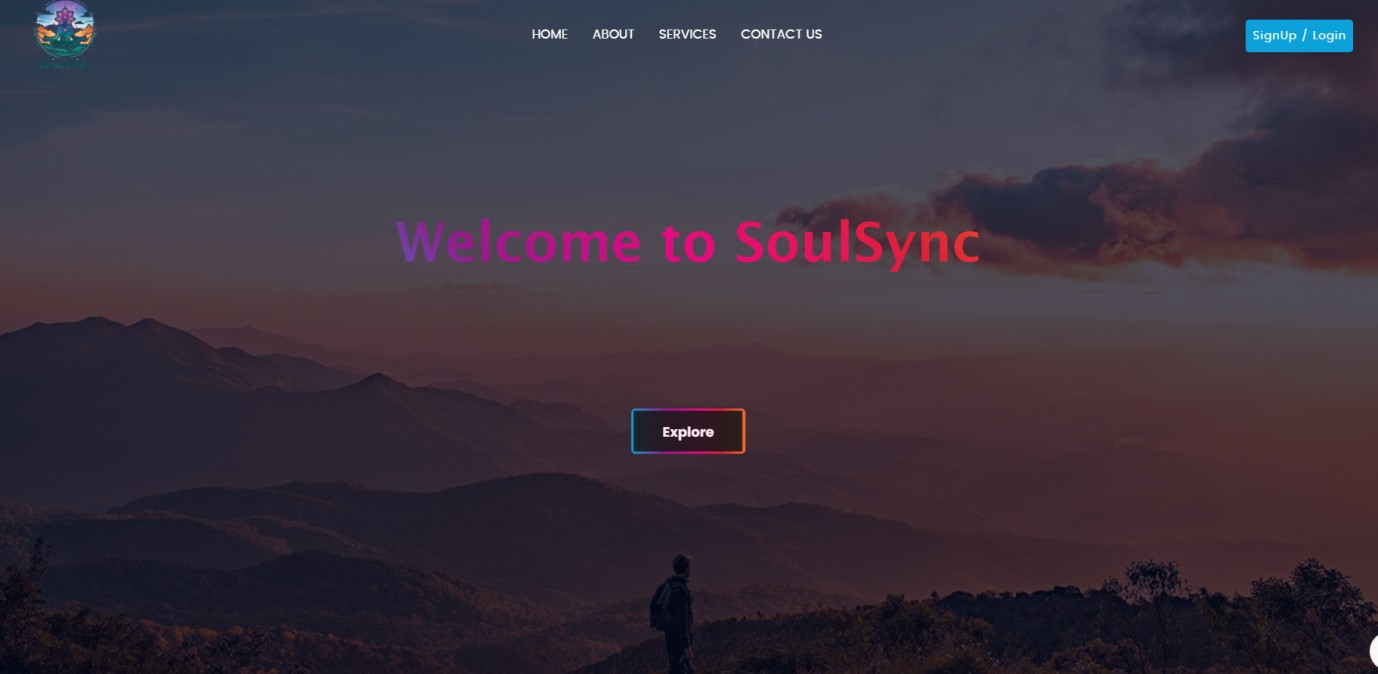 HOME ABOUT SERVICES CONTACT US SignUp / Login
Welcome to SoulSync
Explore